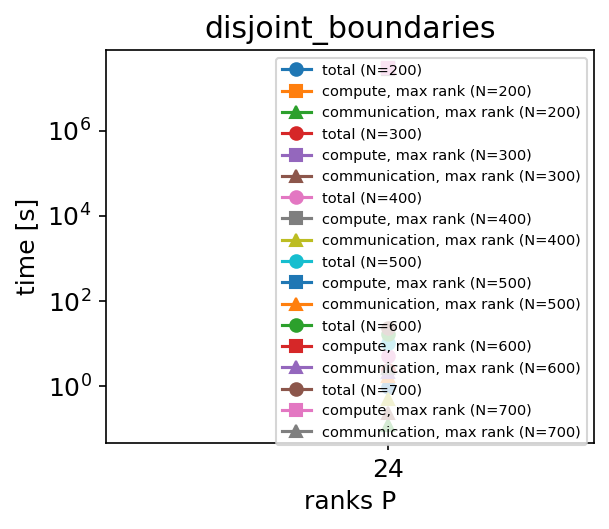 disjoint_boundaries
time [s]
10^6
10^4
10^2
10^0
total (N=200)
compute, max rank (N=200)
communication, max rank (N=200)
total (N=300)
compute, max rank (N=300)
communication, max rank (N=300)
total (N=400)
compute, max rank (N=400)
communication, max rank (N=400)
total (N=500)
compute, max rank (N=500)
communication, max rank (N=500)
total (N=600)
compute, max rank (N=600)
communication, max rank (N=600)
total (N=700)
compute, max rank (N=700)
communication, max rank (N=700)
24
ranks P